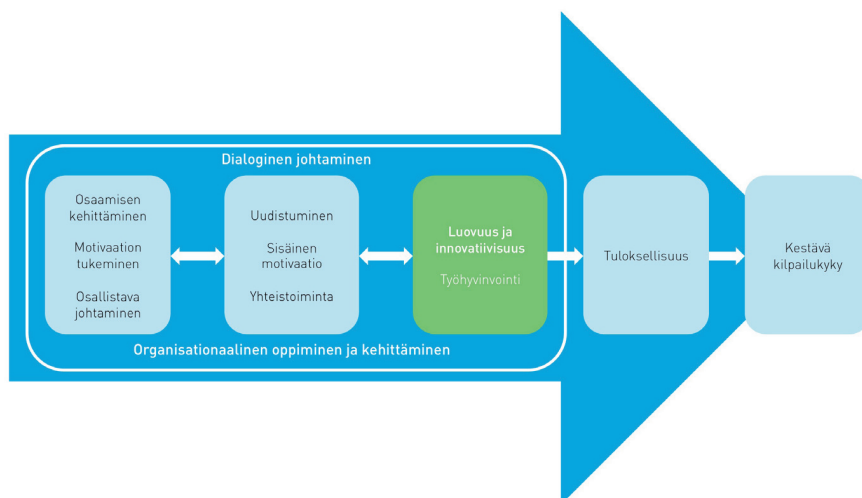 Dialoginen johtaminen
Osaamisen
kehittäminen
Motivaation
tukeminen
Osallistava
johtaminen
Uudistuminen
Sisäinen
motivaatio
Yhteistoiminta
Luovuus ja
innovatiivisuus
Työhyvinvointi
Tuloksellisuus
Kestävä
kilpailukyky
Organisationaalinen oppiminen ja kehittäminen